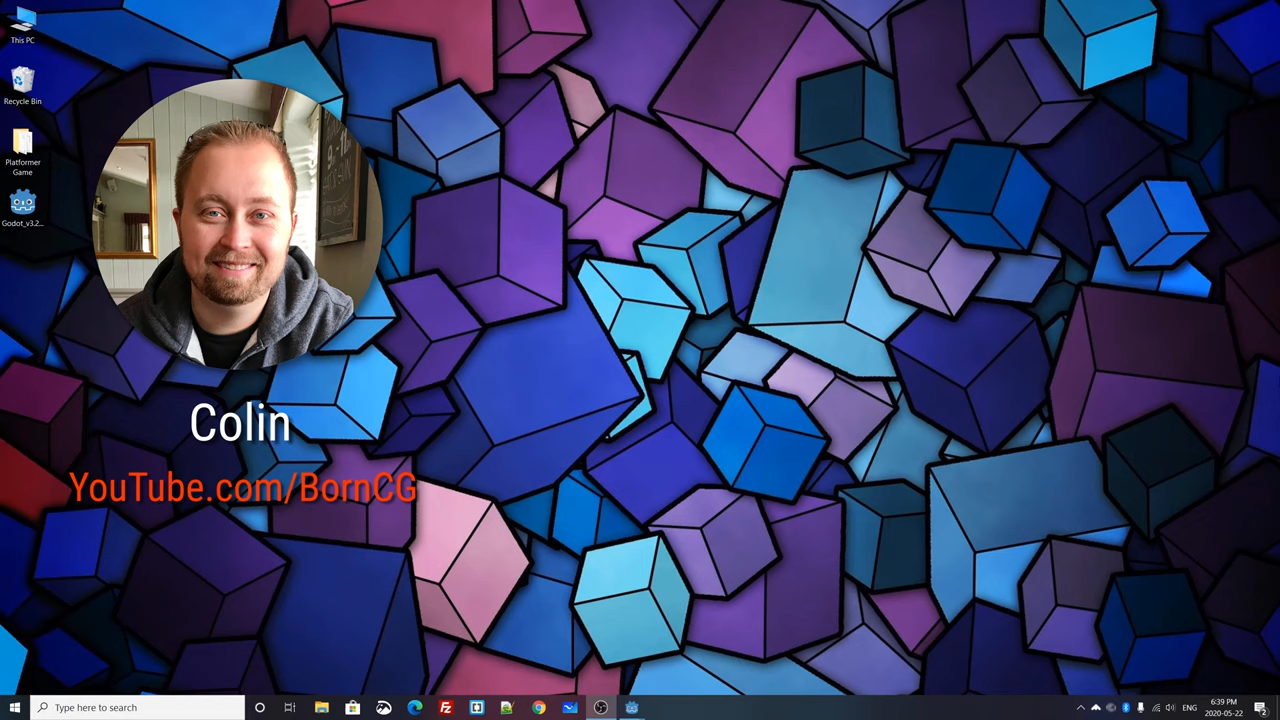 This PC
Recycle Bin
Platformer
Game
Godot_v3.2...
Colin
YouTube.com/BornCG
Type here to search
ENG
6:39 PM
2020-05-22
2